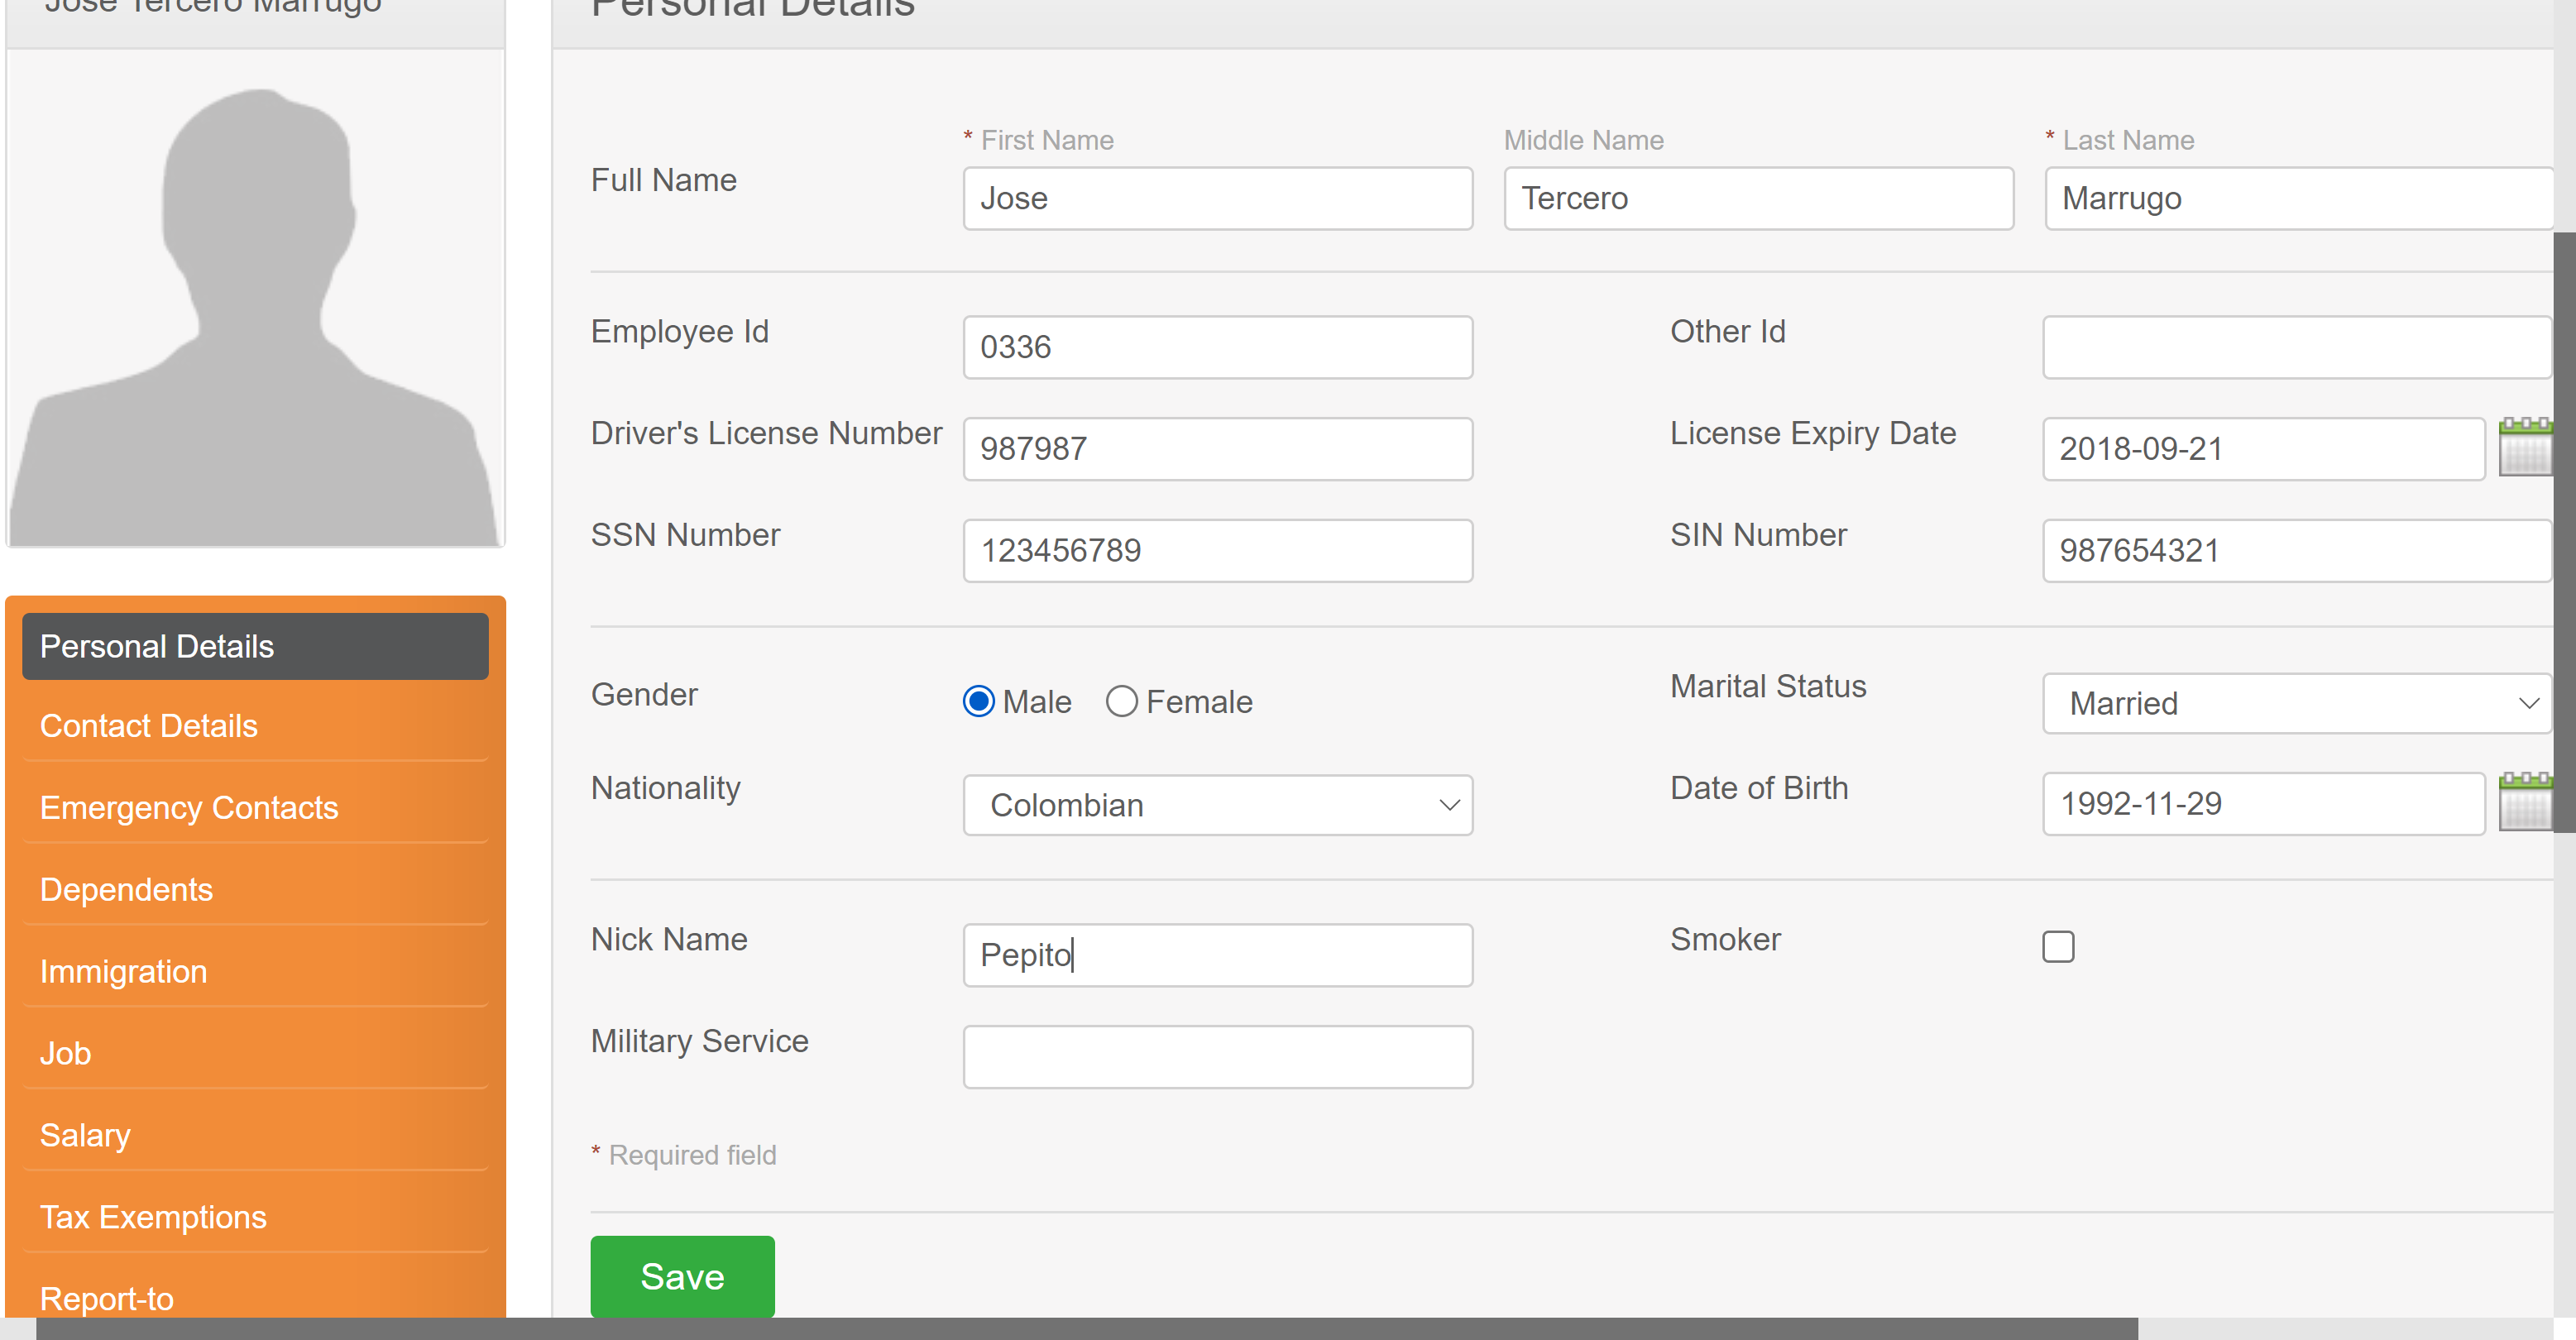 Jose Tercero Marrugo
Personal Details
* First Name
Middle Name
* Last Name
Full Name
Jose
Tercero
Marrugo
Employee Id
0336
Other Id
Driver's License Number
987987
License Expiry Date
2018-09-21
SSN Number
123456789
SIN Number
987654321
Gender
Male
Female
Marital Status
Married
Nationality
Colombian
Date of Birth
1992-11-29
Nick Name
Pepito
Smoker
Military Service
* Required field
Save
Personal Details
Contact Details
Emergency Contacts
Dependents
Immigration
Job
Salary
Tax Exemptions
Report-to